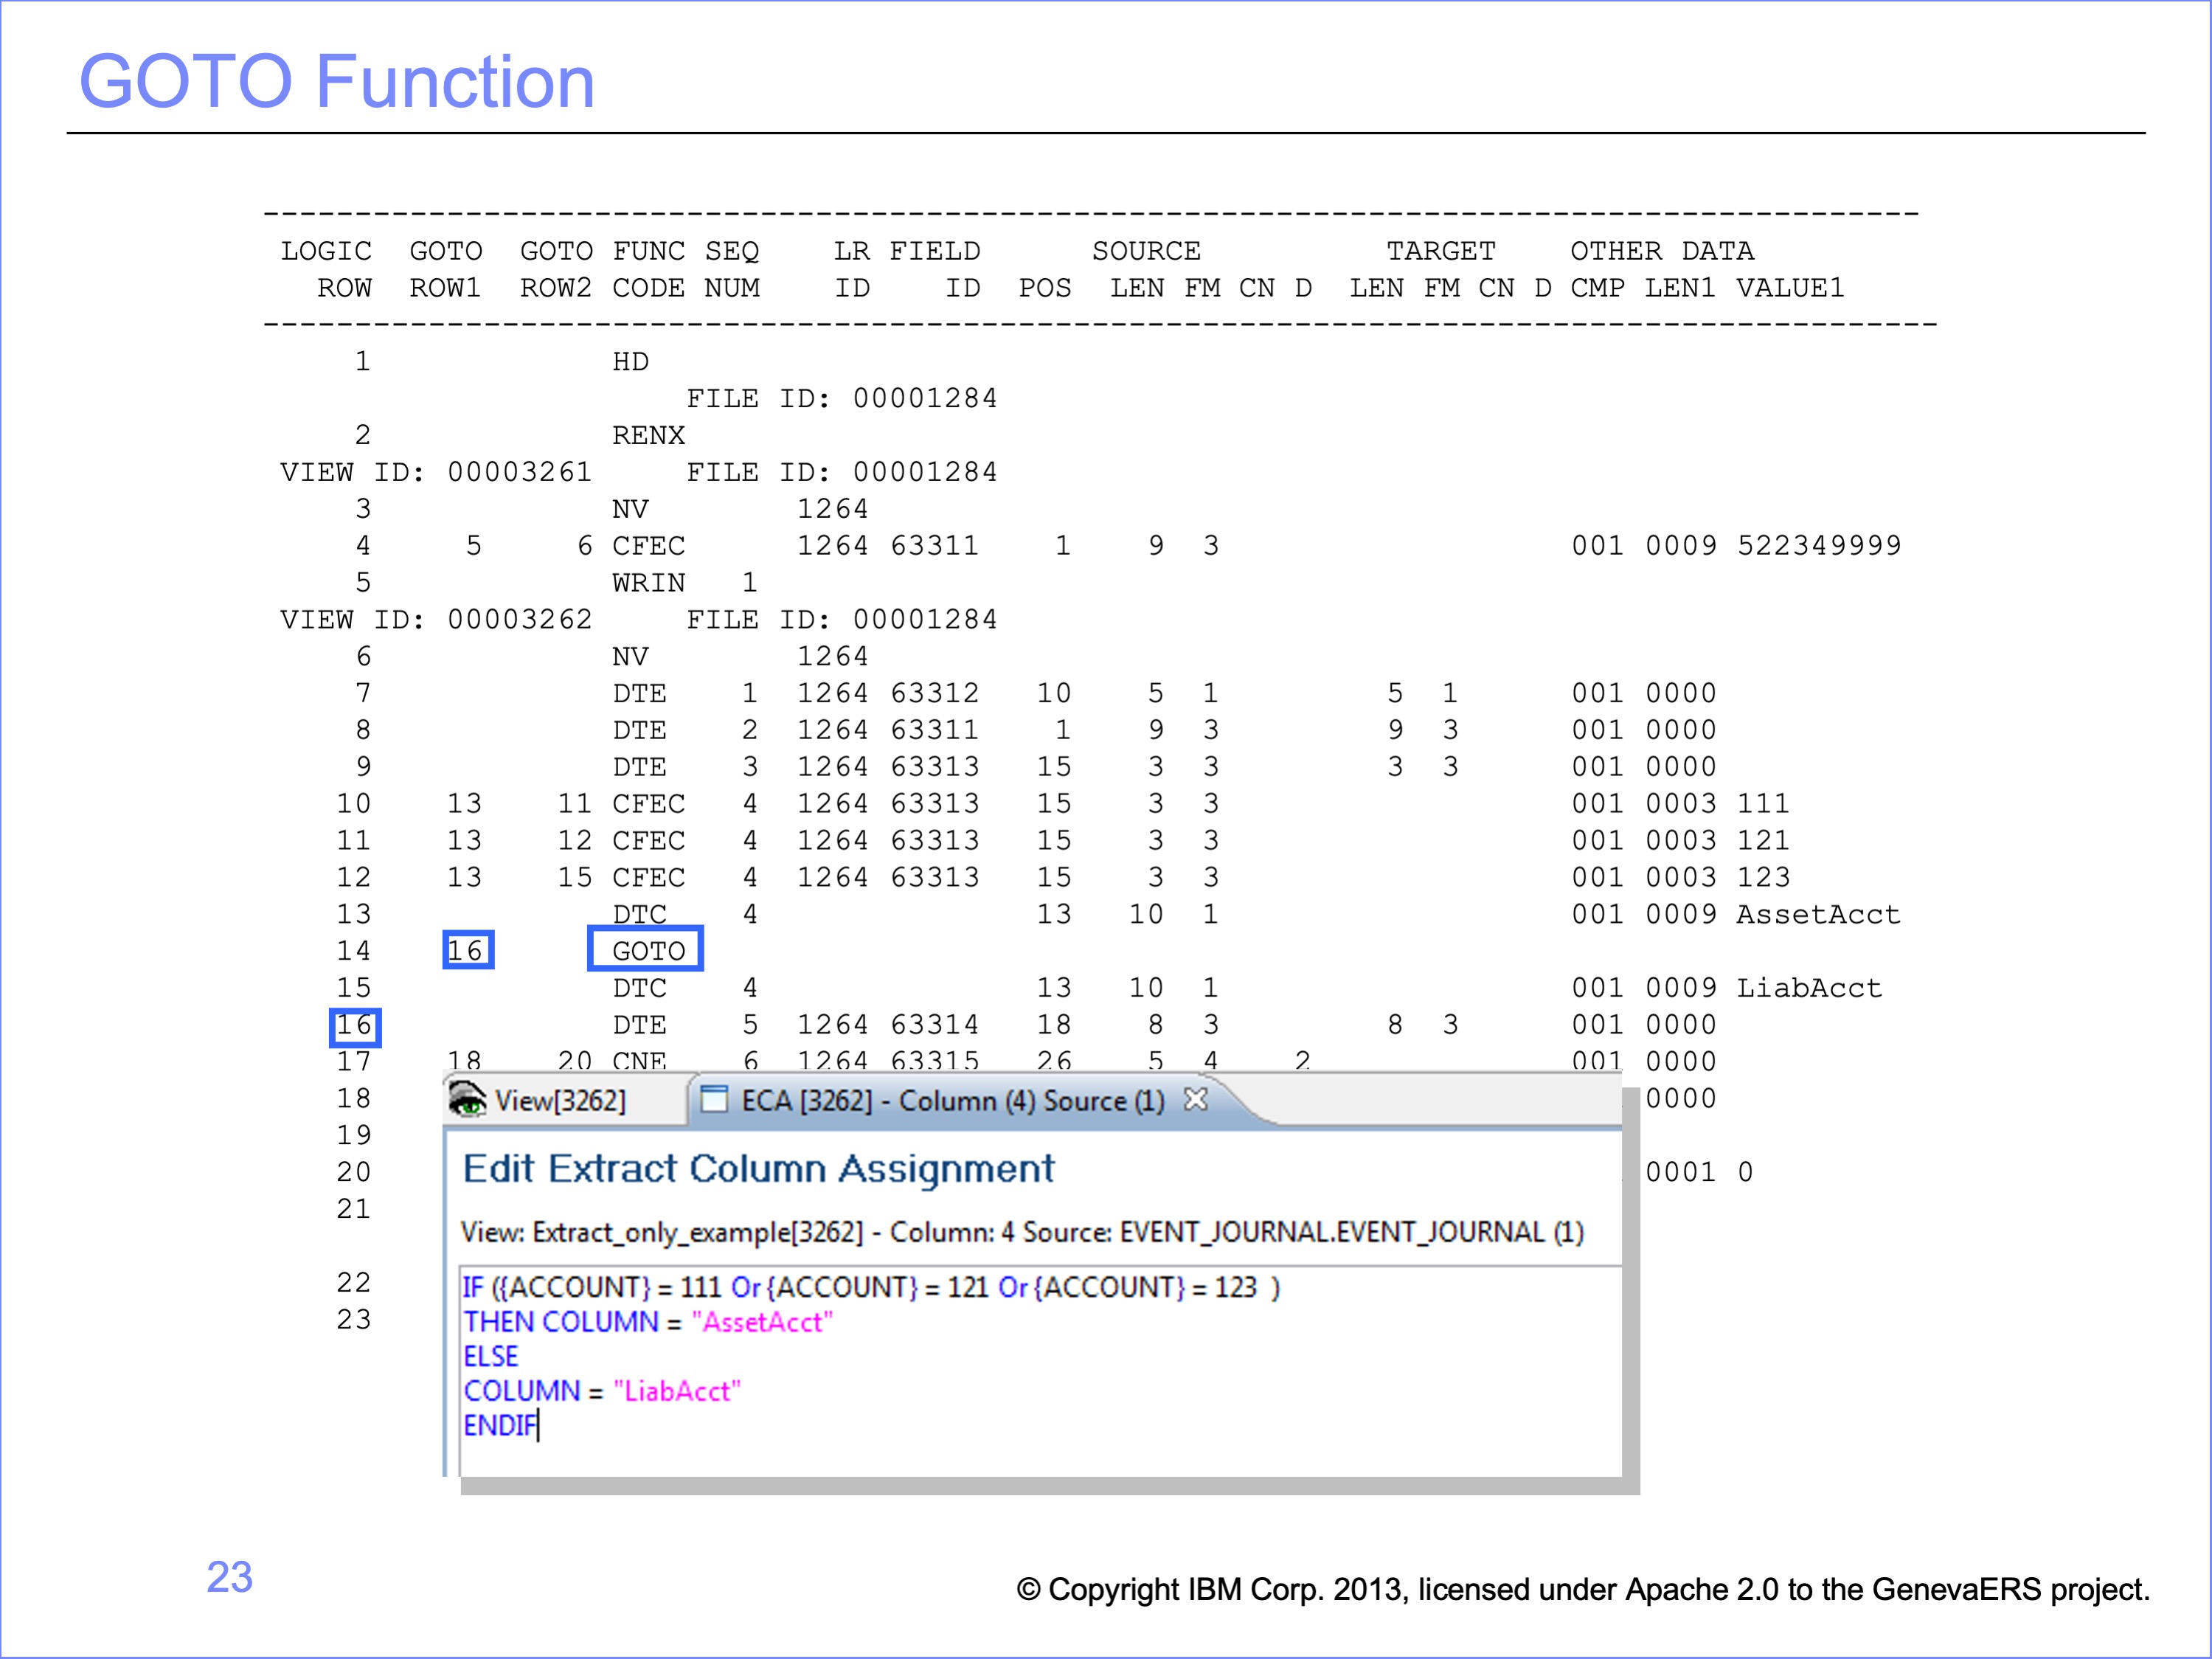 GOTO Function
--------------------------------------------------------------------------------------------
LOGIC GOTO GOTO FUNC SEQ LR FIELD SOURCE TARGET OTHER DATA
ROW ROW1 ROW2 CODE NUM ID ID POS LEN FM CN D LEN FM CN D CMP LEN1 VALUE1
--------------------------------------------------------------------------------------------
1 HD
FILE ID: 00001284
2 RENX
VIEW ID: 00003261 FILE ID: 00001284
3 NV 1264
4 5 6 CFEC 1264 63311 1 9 3 001 0009 522349999
5 WRIN 1
VIEW ID: 00003262 FILE ID: 00001284
6 NV 1264
7 DTE 1 1264 63312 10 5 1 5 1 001 0000
8 DTE 2 1264 63311 1 9 3 9 3 001 0000
9 DTE 3 1264 63313 15 3 3 3 3 001 0000
10 13 11 CFEC 4 1264 63313 15 3 3 001 0003 111
11 13 12 CFEC 4 1264 63313 15 3 3 001 0003 121
12 13 15 CFEC 4 1264 63313 15 3 3 001 0003 123
13 DTC 4 13 10 1 001 0009 AssetAcct
14 16 GOTO
15 DTC 4 13 10 1 001 0009 LiabAcct
16 DTE 5 1264 63314 18 8 3 8 3 001 0000
17 18 20 CNE 6 1264 63315 26 5 4 2 001 0000
18 0000
19
20 0001 0
21
22
23
View[3262] ECA [3262] - Column (4) Source (1)
Edit Extract Column Assignment
View: Extract_only_example[3262] - Column: 4 Source: EVENT_JOURNAL.EVENT_JOURNAL (1)
IF ({ACCOUNT} = 111 Or {ACCOUNT} = 121 Or {ACCOUNT} = 123 )
THEN COLUMN = "AssetAcct"
ELSE
COLUMN = "LiabAcct"
ENDIF
23
© Copyright IBM Corp. 2013, licensed under Apache 2.0 to the GenevaERS project.